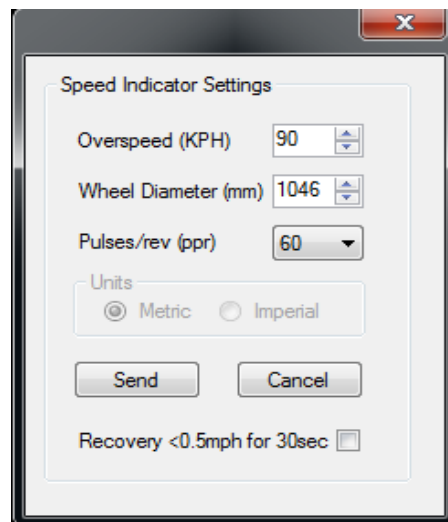 Speed Indicator Settings
Overspeed (KPH) 90
Wheel Diameter (mm) 1046
Pulses/rev (ppr) 60
Units
Metric Imperial
Send Cancel
Recovery <0.5mph for 30sec